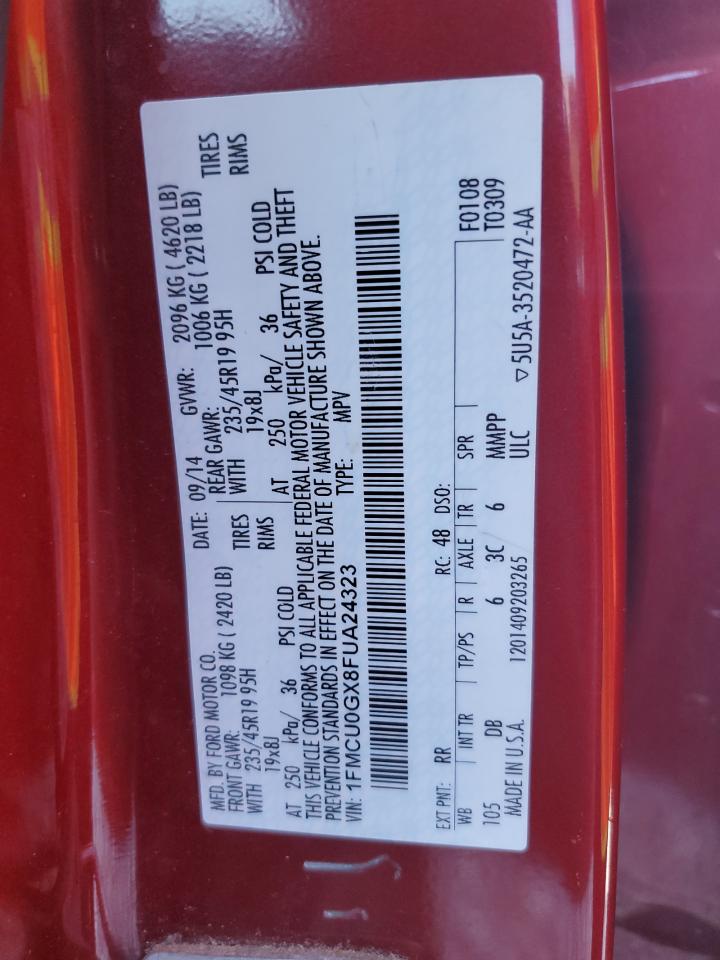 MFD. BY FORD MOTOR CO. DATE: 09/14 GVWR: 2096 KG ( 4620 LB)
FRONT GAWR: 1098 KG ( 2420 LB) REAR GAWR: 1006 KG ( 2218 LB)
WITH 235/45R19 95H TIRES WITH 235/45R19 95H TIRES
19x8J RIMS 19x8J RIMS
AT 250 kPa/ 36 PSI COLD AT 250 kPa/ 36 PSI COLD
THIS VEHICLE CONFORMS TO ALL APPLICABLE FEDERAL MOTOR VEHICLE SAFETY AND THEFT
PREVENTION STANDARDS IN EFFECT ON THE DATE OF MANUFACTURE SHOWN ABOVE.
VIN: 1FMCU0GX8FUA24323 TYPE: MPV
EXT PNT: RR RC: 48 DSO: F0108
WB INT TR TP/PS R AXLE TR SPR T0309
105 DB 6 3C 6 MMPP
MADE IN U.S.A. 1201409203265 ULC ▽ 5U5A-3520472-AA